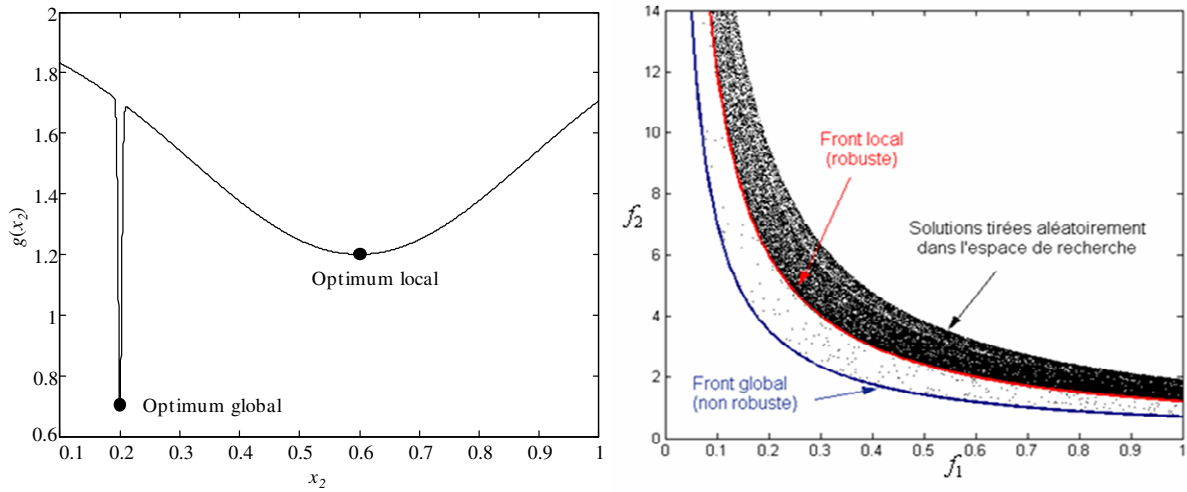 2
1.8
1.6
1.4
1.2
1
0.8
0.6
g(x2)
Optimum local
Optimum global
0.1 0.2 0.3 0.4 0.5 0.6 0.7 0.8 0.9 1
x2
14
12
10
8
6
4
2
0
f2
Front local
(robuste)
Solutions tirées aléatoirement
dans l'espace de recherche
Front global
(non robuste)
0 0.1 0.2 0.3 0.4 0.5 0.6 0.7 0.8 0.9 1
f1